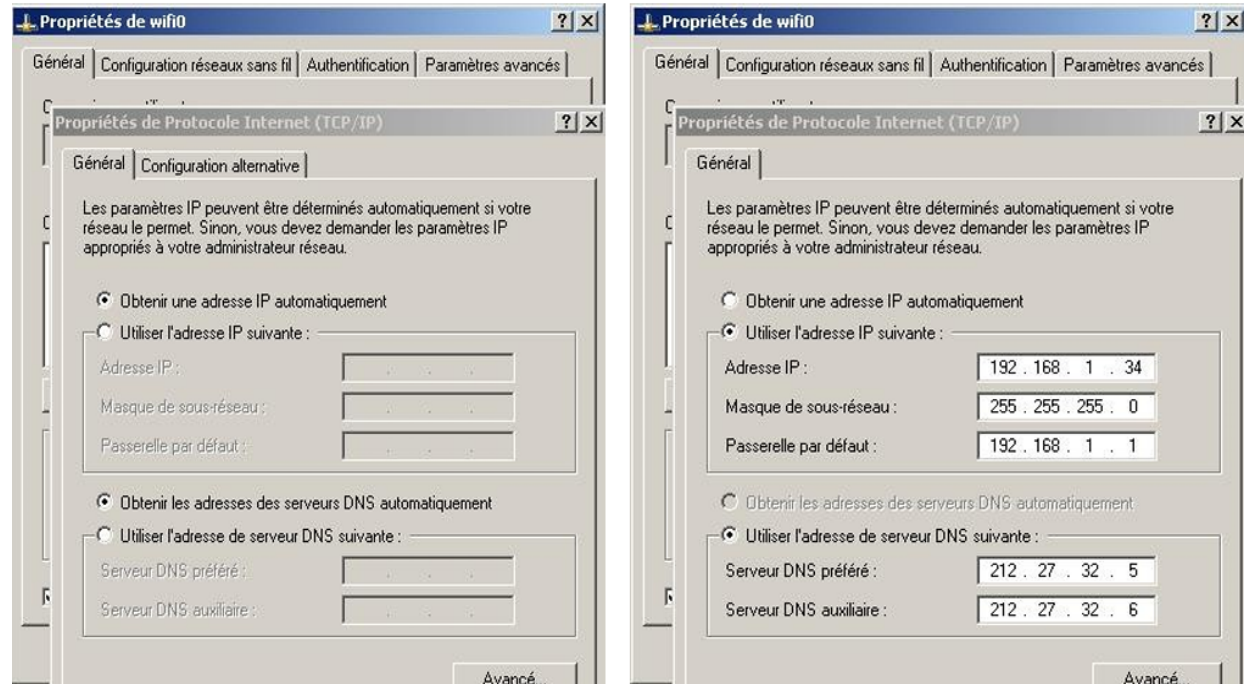 Propriétés de wifi0
Général Configuration réseaux sans fil Authentification Paramètres avancés
Propriétés de Protocole Internet (TCP/IP)
Général Configuration alternative
Les paramètres IP peuvent être déterminés automatiquement si votre
réseau le permet. Sinon, vous devez demander les paramètres IP
appropriés à votre administrateur réseau.
Obtenir une adresse IP automatiquement
Utiliser l'adresse IP suivante :
Adresse IP :
Masque de sous-réseau :
Passerelle par défaut :
Obtenir les adresses des serveurs DNS automatiquement
Utiliser l'adresse de serveur DNS suivante :
Serveur DNS préféré :
Serveur DNS auxiliaire :
Avancé...
Propriétés de wifi0
Général Configuration réseaux sans fil Authentification Paramètres avancés
Propriétés de Protocole Internet (TCP/IP)
Général
Les paramètres IP peuvent être déterminés automatiquement si votre
réseau le permet. Sinon, vous devez demander les paramètres IP
appropriés à votre administrateur réseau.
Obtenir une adresse IP automatiquement
Utiliser l'adresse IP suivante :
Adresse IP : 192 . 168 . 1 . 34
Masque de sous-réseau : 255 . 255 . 255 . 0
Passerelle par défaut : 192 . 168 . 1 . 1
Obtenir les adresses des serveurs DNS automatiquement
Utiliser l'adresse de serveur DNS suivante :
Serveur DNS préféré : 212 . 27 . 32 . 5
Serveur DNS auxiliaire : 212 . 27 . 32 . 6
Avancé...